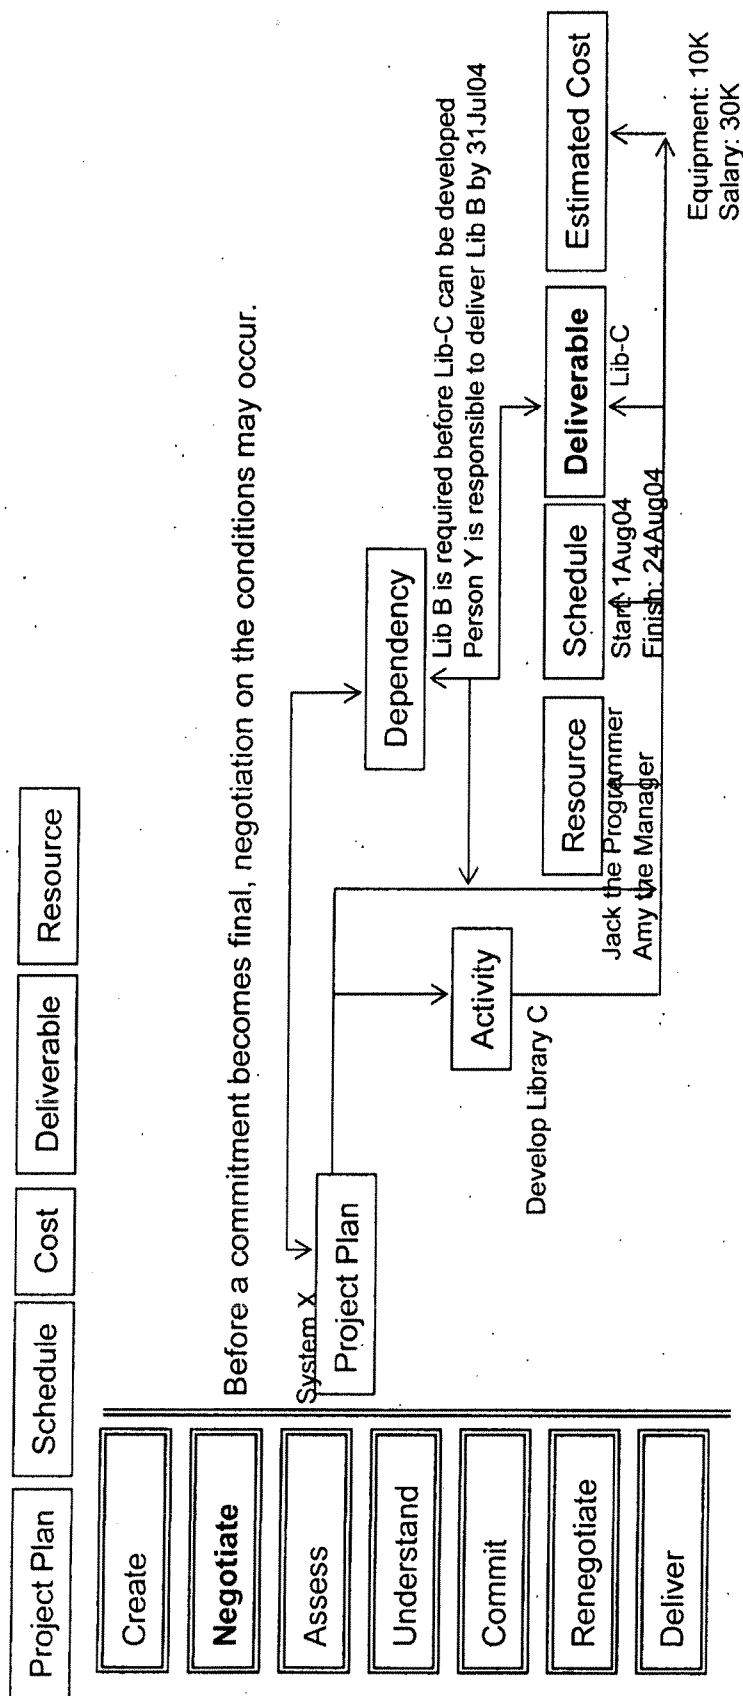 Project Plan
Schedule
Cost
Deliverable
Resource
Create
Negotiate
Assess
Understand
Commit
Renegotiate
Deliver
Before a commitment becomes final, negotiation on the conditions may occur.
System X
Project Plan
Dependency
Lib B is required before Lib-C can be developed
Person Y is responsible to deliver Lib B by 31Jul04
Activity
Develop Library C
Resource
Jack the Programmer
Amy the Manager
Schedule
Start: 1Aug04
Finish: 24Aug04
Deliverable
Lib-C
Estimated Cost
Equipment: 10K
Salary: 30K